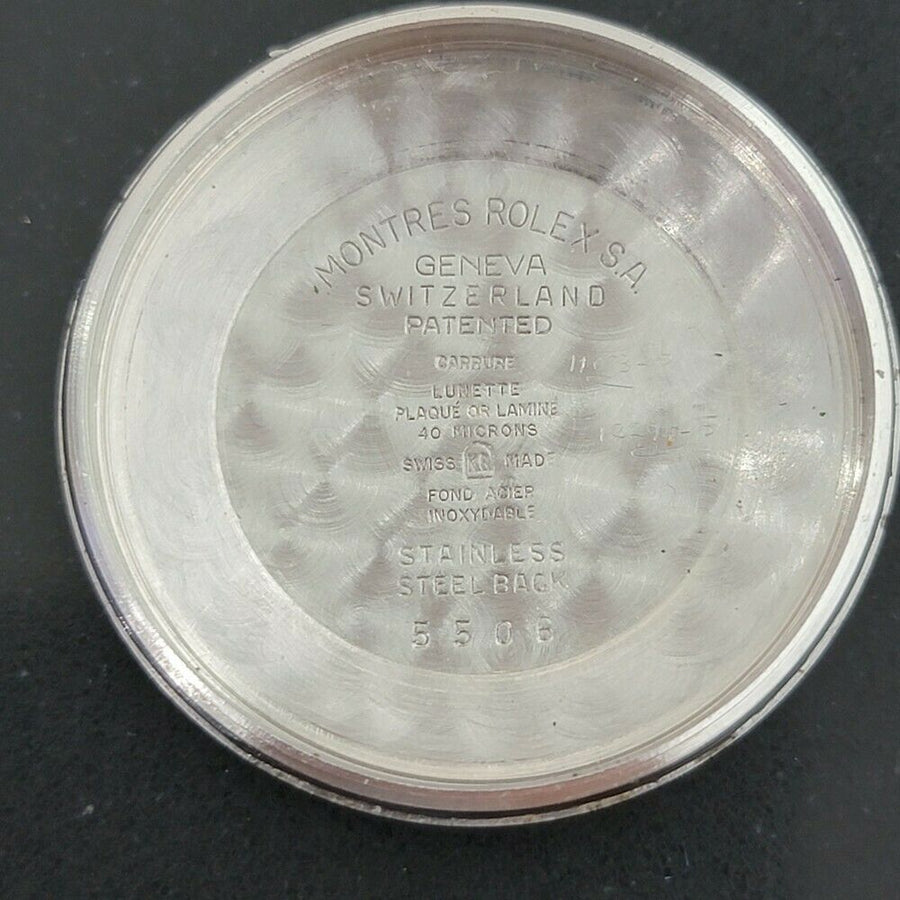 MONTRES ROLEX S.A.
GENEVA
SWITZERLAND
PATENTED
CARRURE
LUNETTE
PLAQUÉ OR LAMINÉ
40 MICRONS
SWISS MADE
FOND ACIER
INOXYDABLE
STAINLESS
STEEL BACK
5506